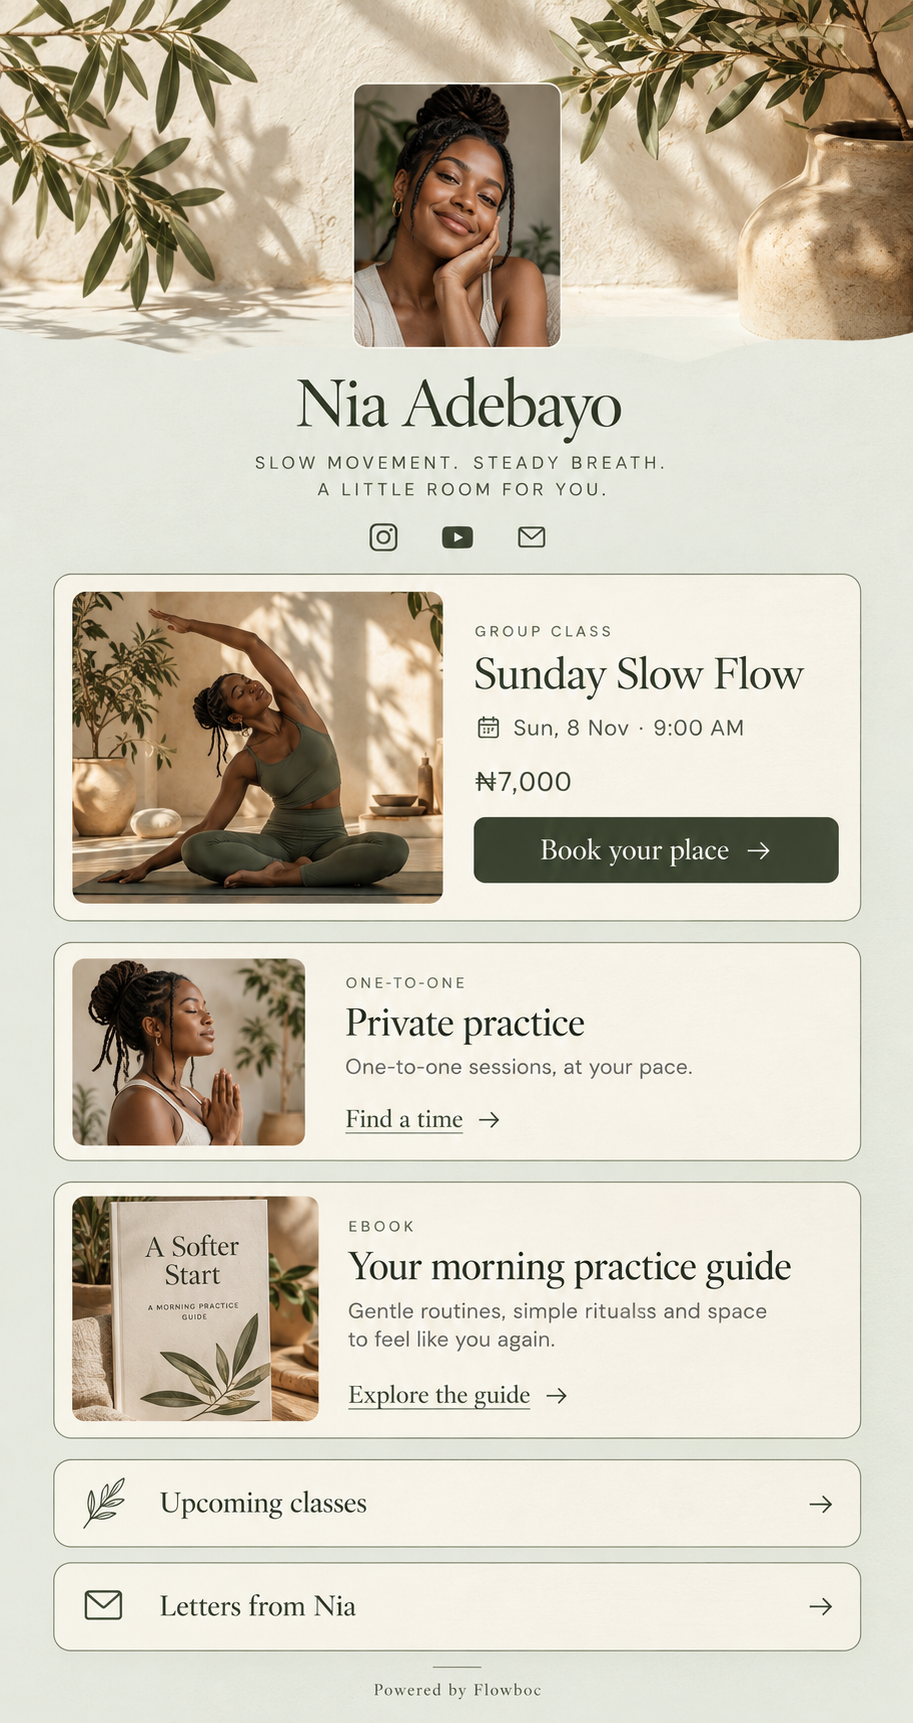 Nia Adebayo
SLOW MOVEMENT. STEADY BREATH.
A LITTLE ROOM FOR YOU.
GROUP CLASS
Sunday Slow Flow
Sun, 8 Nov · 9:00 AM
₦7,000
Book your place →
ONE-TO-ONE
Private practice
One-to-one sessions, at your pace.
Find a time →
A Softer
Start
A MORNING PRACTICE
GUIDE
EBOOK
Your morning practice guide
Gentle routines, simple ritualss and space
to feel like you again.
Explore the guide →
Upcoming classes →
Letters from Nia →
Powered by Flowboc